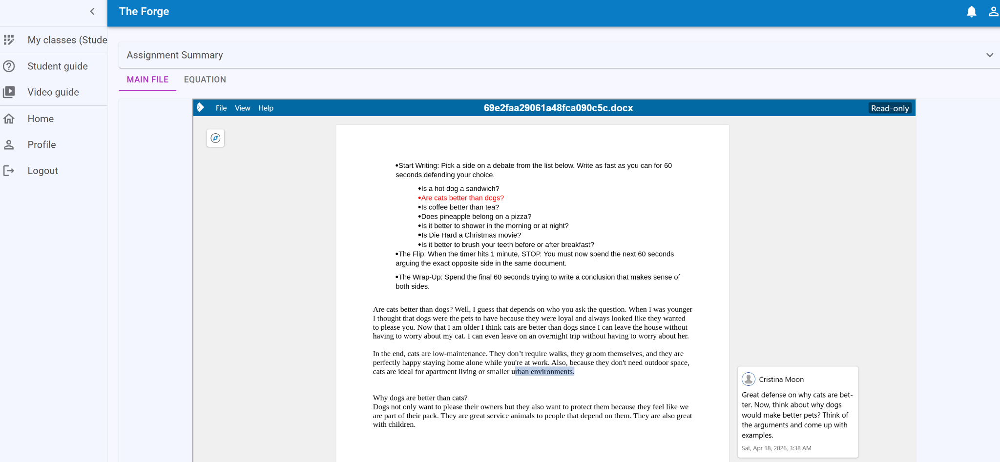 The Forge
My classes (Stude
Student guide
Video guide
Home
Profile
Logout
Assignment Summary
MAIN FILE
EQUATION
File
View
Help
69e2faa29061a48fca090c5c.docx
Read-only
•Start Writing: Pick a side on a debate from the list below. Write as fast as you can for 60
seconds defending your choice.
•Is a hot dog a sandwich?
•Are cats better than dogs?
•Is coffee better than tea?
•Does pineapple belong on a pizza?
•Is it better to shower in the morning or at night?
•Is Die Hard a Christmas movie?
•Is it better to brush your teeth before or after breakfast?
•The Flip: When the timer hits 1 minute, STOP. You must now spend the next 60 seconds
arguing the exact opposite side in the same document.
•The Wrap-Up: Spend the final 60 seconds trying to write a conclusion that makes sense of
both sides.
Are cats better than dogs? Well, I guess that depends on who you ask the question. When I was younger
I thought that dogs were the pets to have because they were loyal and always looked like they wanted
to please you. Now that I am older I think cats are better than dogs since I can leave the house without
having to worry about my cat. I can even leave on an overnight trip without having to worry about her.
In the end, cats are low-maintenance. They don’t require walks, they groom themselves, and they are
perfectly happy staying home alone while you're at work. Also, because they don't need outdoor space,
cats are ideal for apartment living or smaller urban environments.
Why dogs are better than cats?
Dogs not only want to please their owners but they also want to protect them because they feel like we
are part of their pack. They are great service animals to people that depend on them. They are also great
with children.
Cristina Moon
Great defense on why cats are bet-
ter. Now, think about why dogs
would make better pets? Think of
the arguments and come up with
examples.
Sat, Apr 18, 2026, 3:38 AM